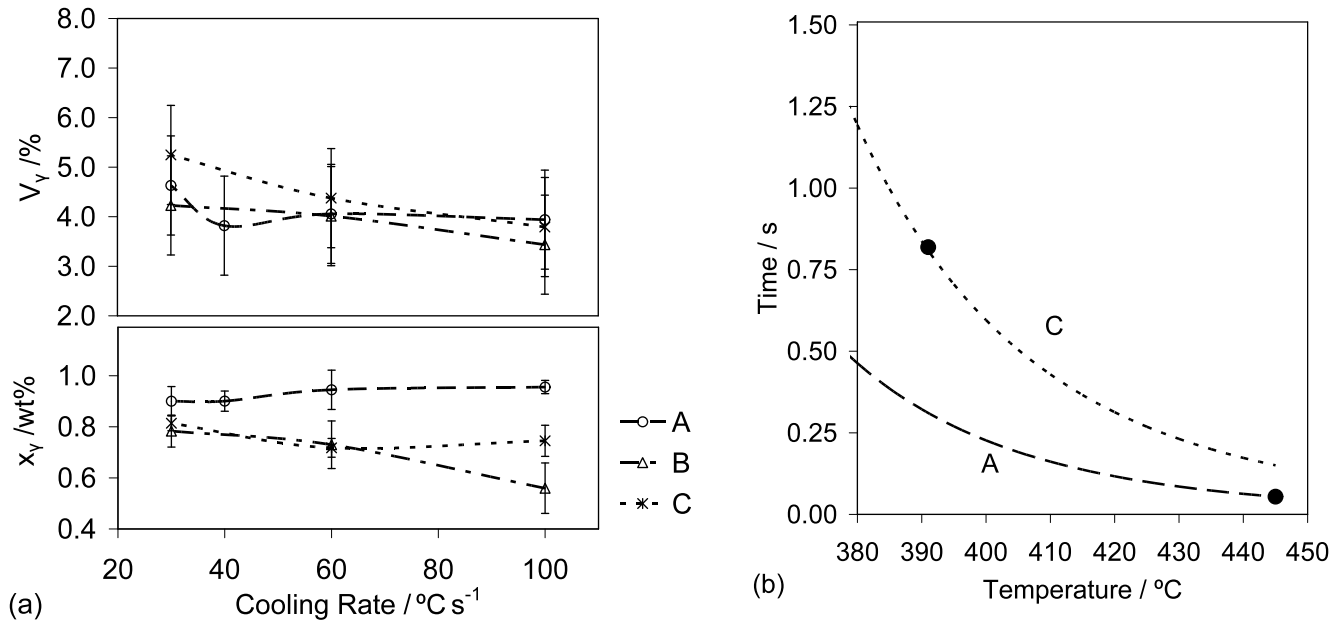 8.0
7.0
6.0
5.0
4.0
3.0
2.0
Vγ /%
1.0
0.8
0.6
0.4
xγ /wt%
20 40 60 80 100
Cooling Rate / ºC s-1
(a)
A
B
C
1.50
1.25
1.00
0.75
0.50
0.25
0.00
Time / s
C
A
380 390 400 410 420 430 440 450
Temperature / ºC
(b)